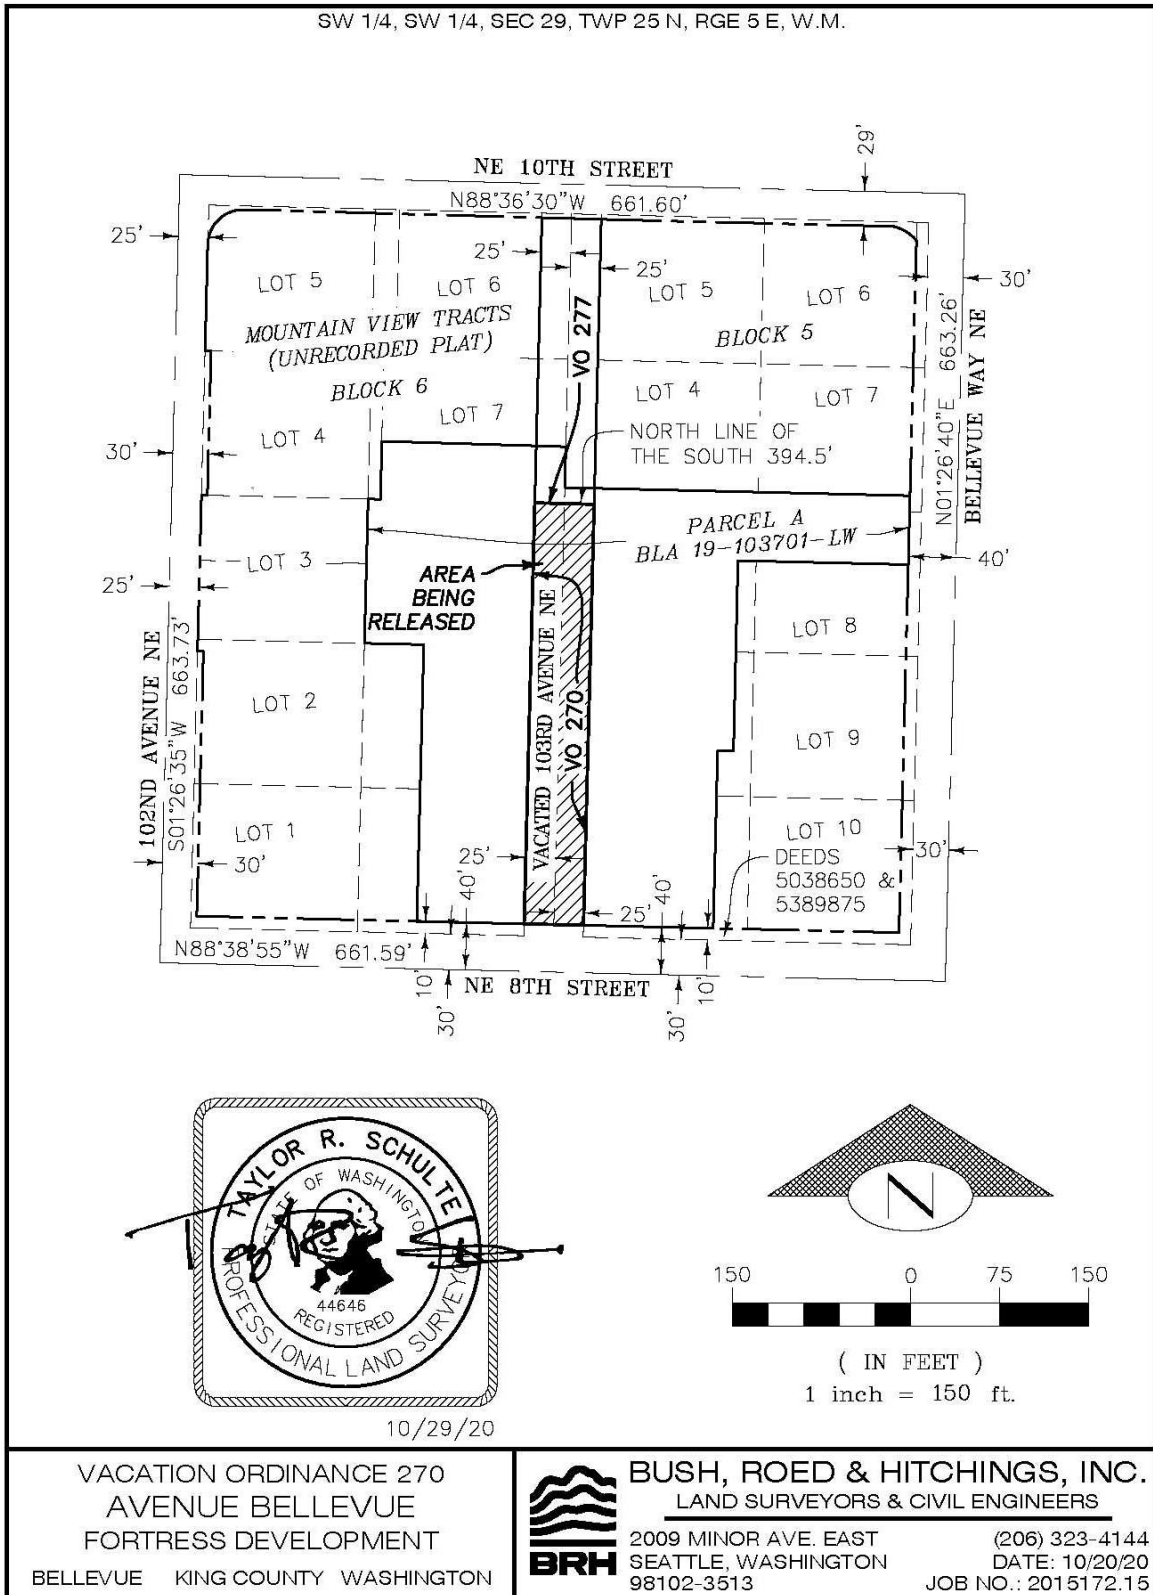 SW 1/4, SW 1/4, SEC 29, TWP 25 N, RGE 5 E, W.M.
29'
NE 10TH STREET
N88°36'30"W 661.60'
25'
25'
25'
30'
LOT 5
LOT 6
LOT 5
LOT 6
MOUNTAIN VIEW TRACTS
(UNRECORDED PLAT)
BLOCK 6
VO 277
BLOCK 5
N01°26'40"E 663.26'
BELLEVUE WAY NE
LOT 4
LOT 7
LOT 4
LOT 7
30'
NORTH LINE OF
THE SOUTH 394.5'
PARCEL A
BLA 19-103701-LW
40'
LOT 3
25'
AREA
BEING
RELEASED
VACATED 103RD AVENUE NE
VO 270
LOT 8
102ND AVENUE NE
S01°26'35"W 663.73'
LOT 2
LOT 9
LOT 1
LOT 10
30'
25'
40'
40'
30'
DEEDS
5038650 &
5389875
25'
N88°38'55"W 661.59'
10'
30'
NE 8TH STREET
30'
10'
TAYLOR R. SCHULTE
STATE OF WASHINGTON
44646
REGISTERED
PROFESSIONAL LAND SURVEYOR
10/29/20
N
150 0 75 150
( IN FEET )
1 inch = 150 ft.
VACATION ORDINANCE 270
AVENUE BELLEVUE
FORTRESS DEVELOPMENT
BELLEVUE KING COUNTY WASHINGTON
BRH
BUSH, ROED & HITCHINGS, INC.
LAND SURVEYORS & CIVIL ENGINEERS
2009 MINOR AVE. EAST (206) 323-4144
SEATTLE, WASHINGTON DATE: 10/20/20
98102-3513 JOB NO.: 2015172.15